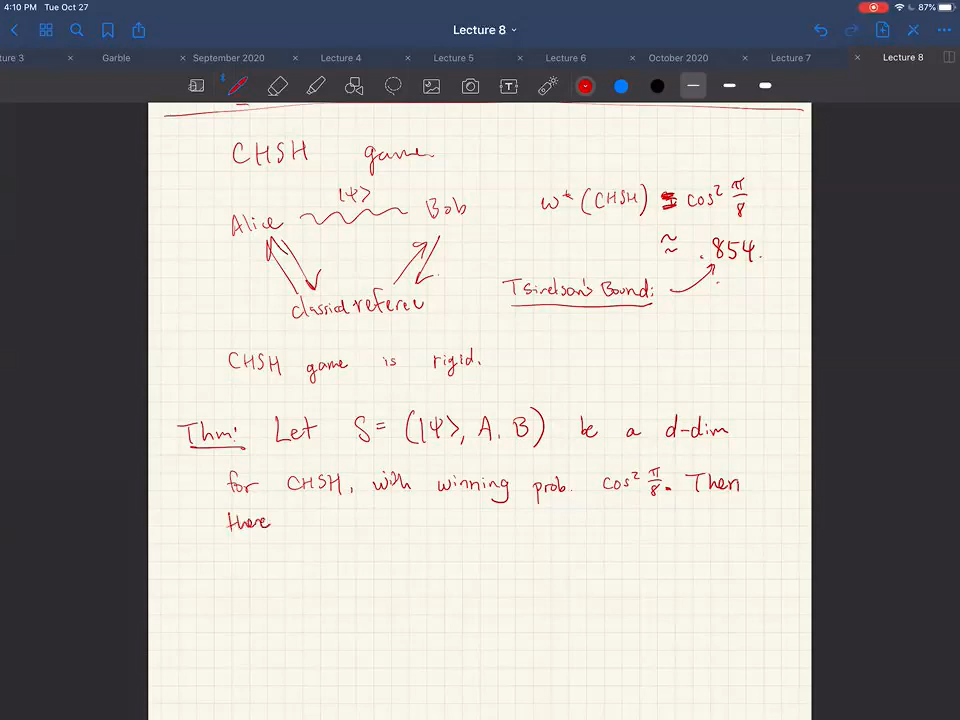 4:10 PM Tue Oct 27
87%
Lecture 8
ure 3
Garble
September 2020
Lecture 4
Lecture 5
Lecture 6
October 2020
Lecture 7
Lecture 8
CHSH game
|ψ>
Alice Bob
classical referee
ω* (CHSH) = cos² π/8
≈ .854.
Tsirelson's Bound:
CHSH game is rigid.
Thm: Let S = (|ψ>, A, B) be a d-dim
for CHSH, with winning prob. cos² π/8. Then
there